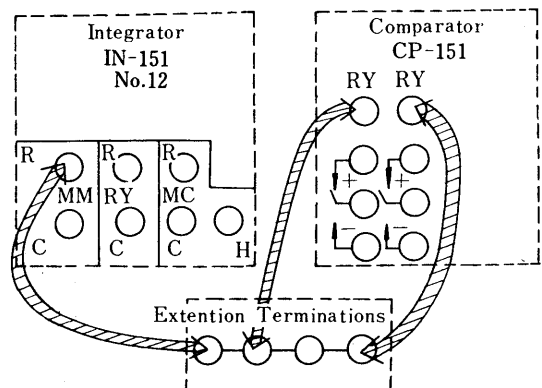 Integrator
IN-151
No.12
R
R
R
MM
RY
MC
C
C
C
H
Comparator
CP-151
RY RY
+ +
- -
Extention Terminations